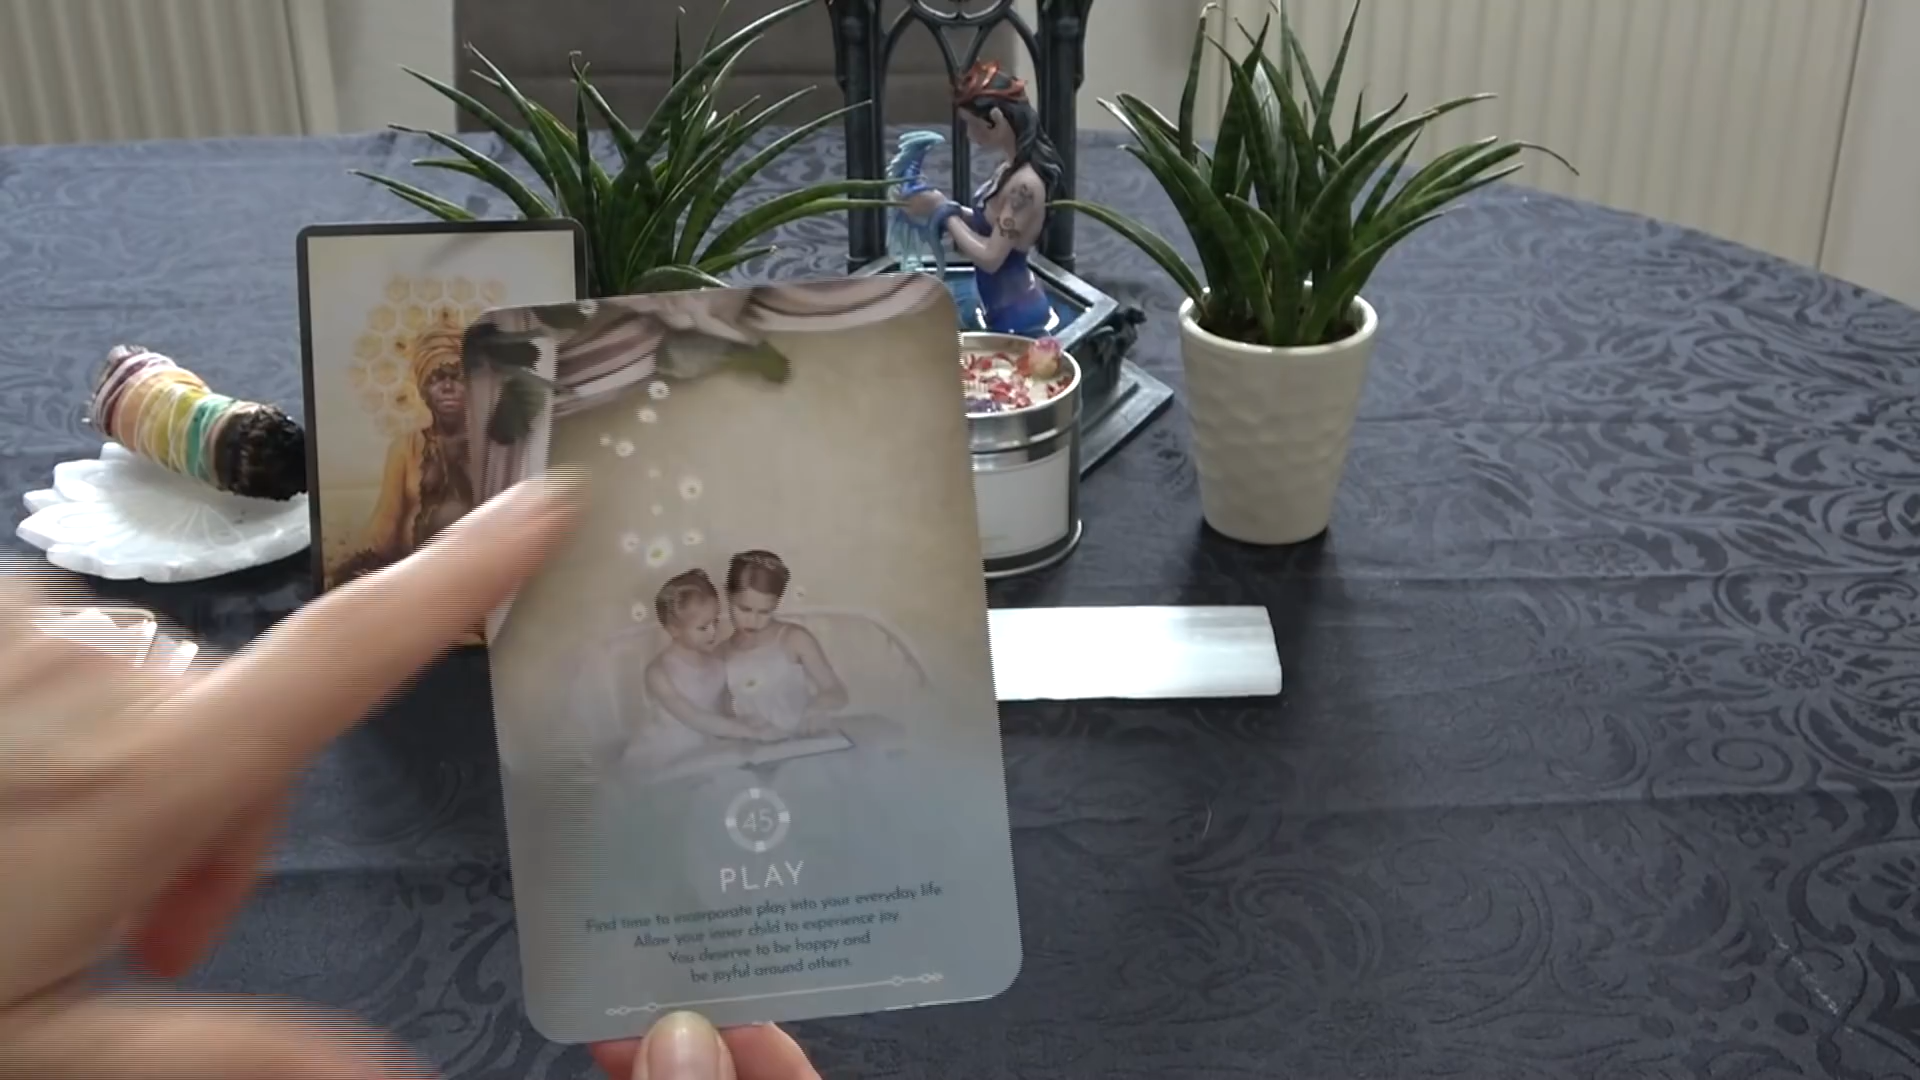 45
PLAY
Find time to incorporate play into your everyday life
Allow your inner child to experience joy.
You deserve to be happy and
be joyful around others.